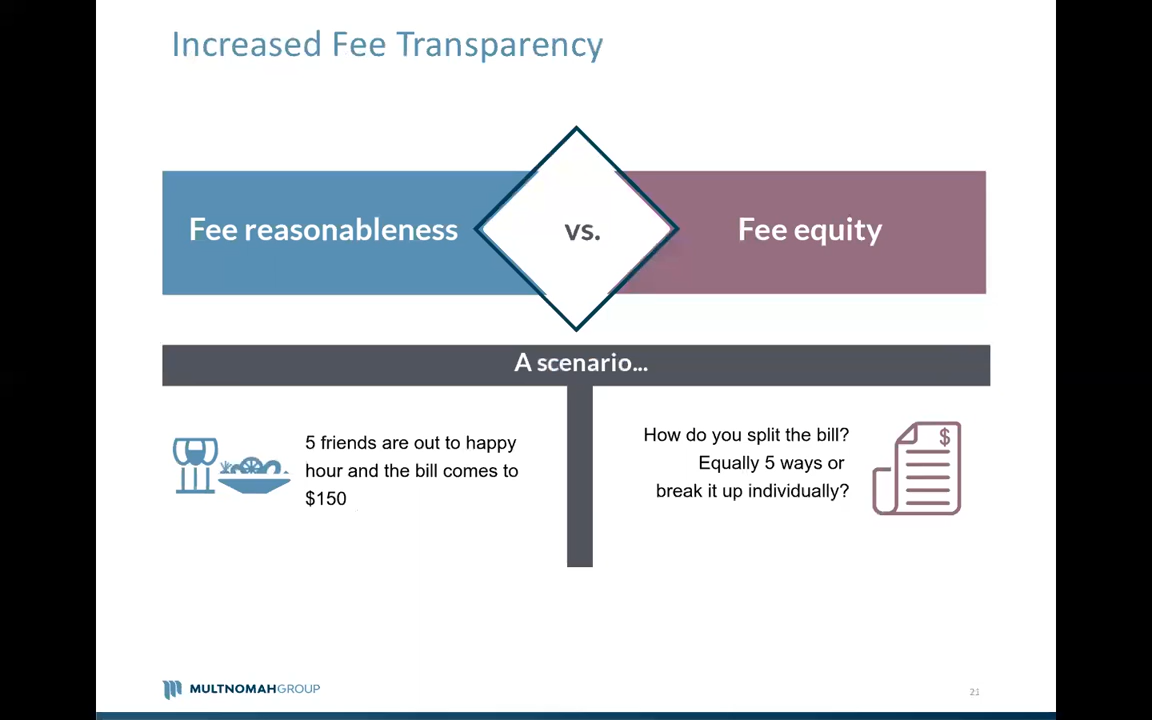 Increased Fee Transparency
Fee reasonableness
vs.
Fee equity
A scenario...
5 friends are out to happy
hour and the bill comes to
$150
How do you split the bill?
Equally 5 ways or
break it up individually?
$
MULTNOMAHGROUP
21